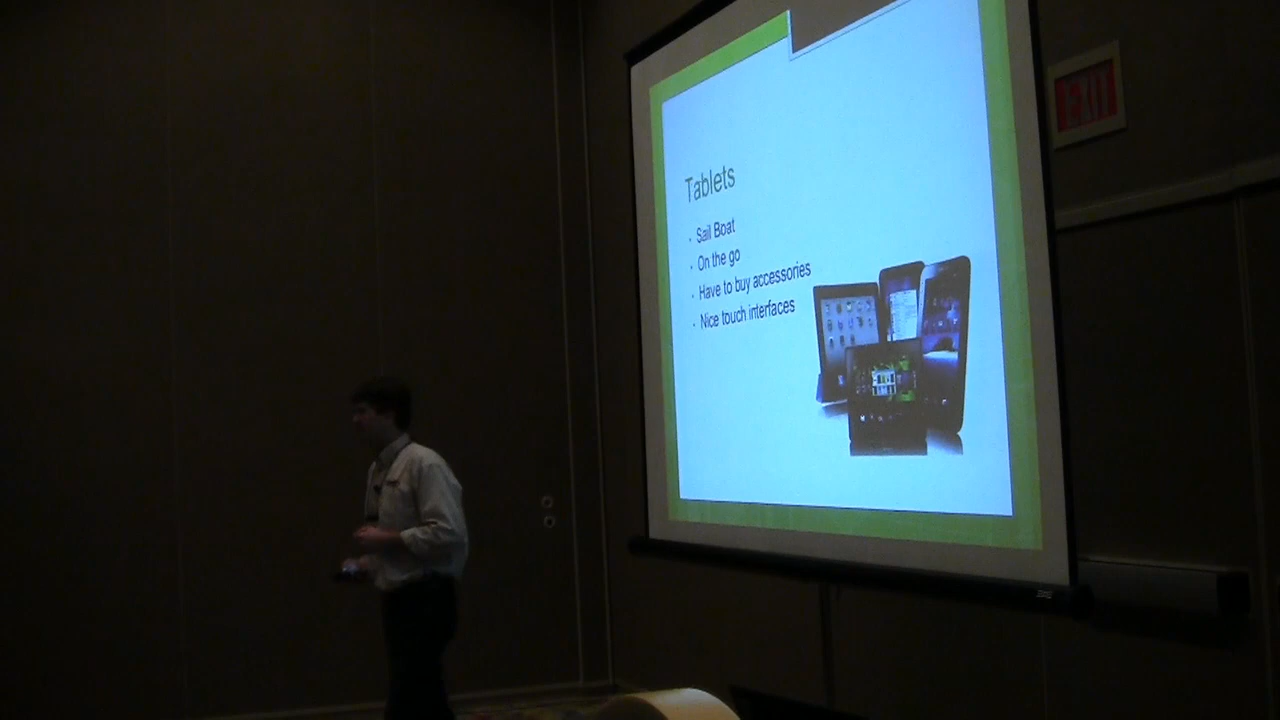 EXIT
Tablets
· Sail Boat
· On the go
· Have to buy accessories
· Nice touch interfaces